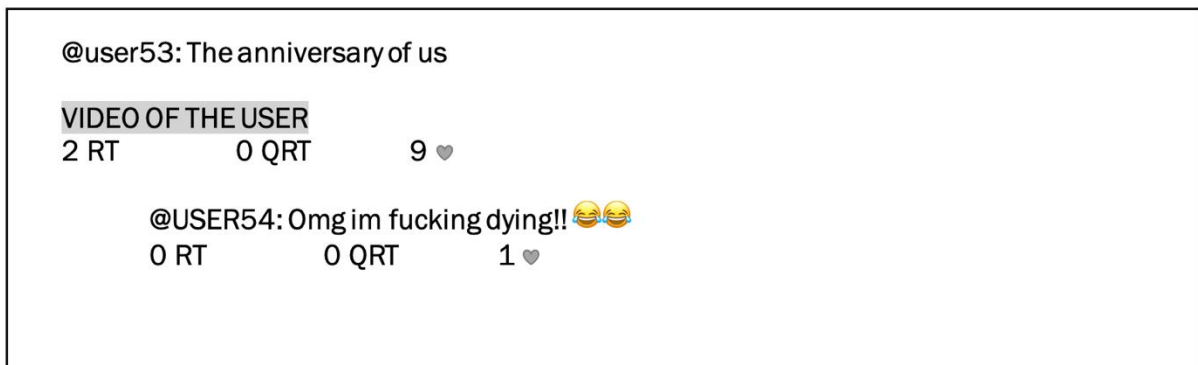 @user53: The anniversary of us
VIDEO OF THE USER
2 RT 0 QRT 9 🩶
@USER54: Omg im fucking dying!! 😂😂
0 RT 0 QRT 1 🩶